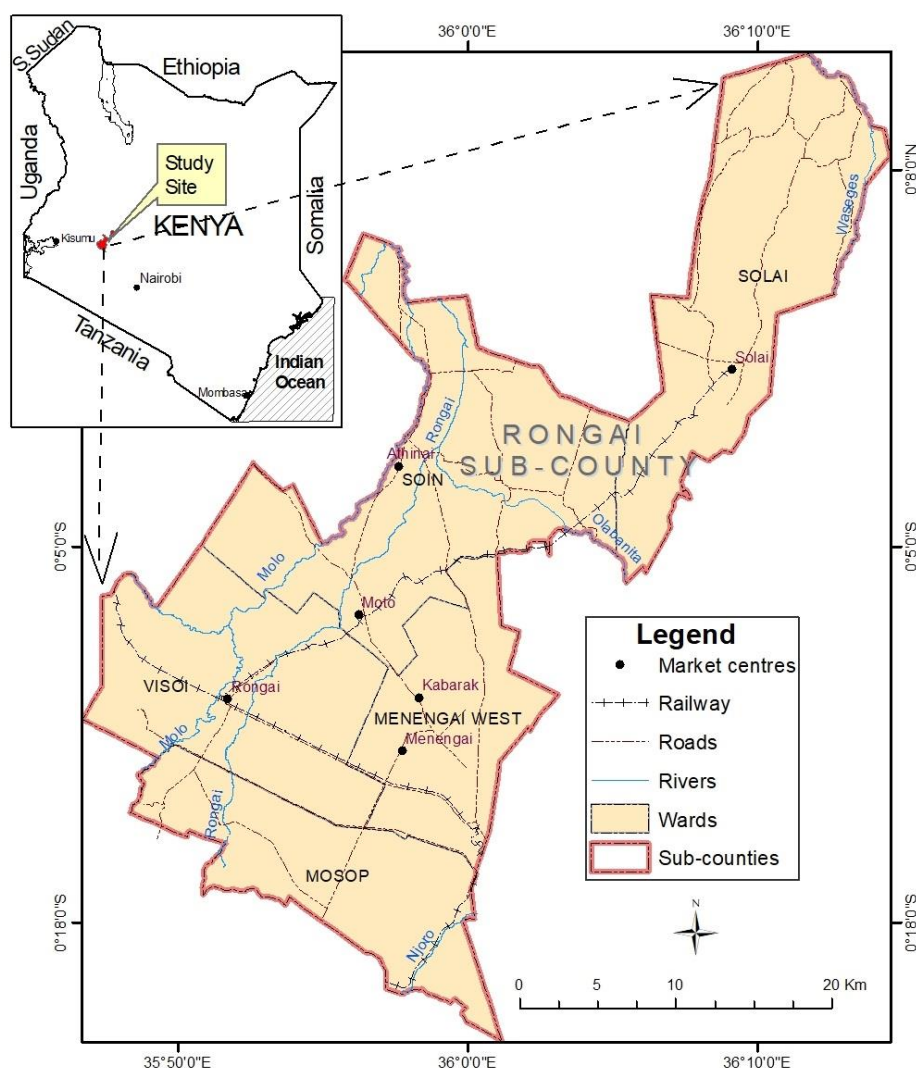 36°0'0"E
36°10'0"E
S.Sudan
Ethiopia
Uganda
Somalia
Study
Site
KENYA
Kisumu
Nairobi
Tanzania
Mombasa
Indian
Ocean
0°8'0"N
Waseges
SOLAI
Solai
Rongai
RONGAI
SUB-COUNTY
Athinai
SOIN
Olabanita
0°5'0"S
0°5'0"S
Molo
Moto
VISOI
Rongai
Kabarak
MENENGAI WEST
Menengai
Molo
Rongai
MOSOP
Njoro
0°18'0"S
0°18'0"S
Legend
Market centres
Railway
Roads
Rivers
Wards
Sub-counties
N
0 5 10 20 Km
35°50'0"E
36°0'0"E
36°10'0"E